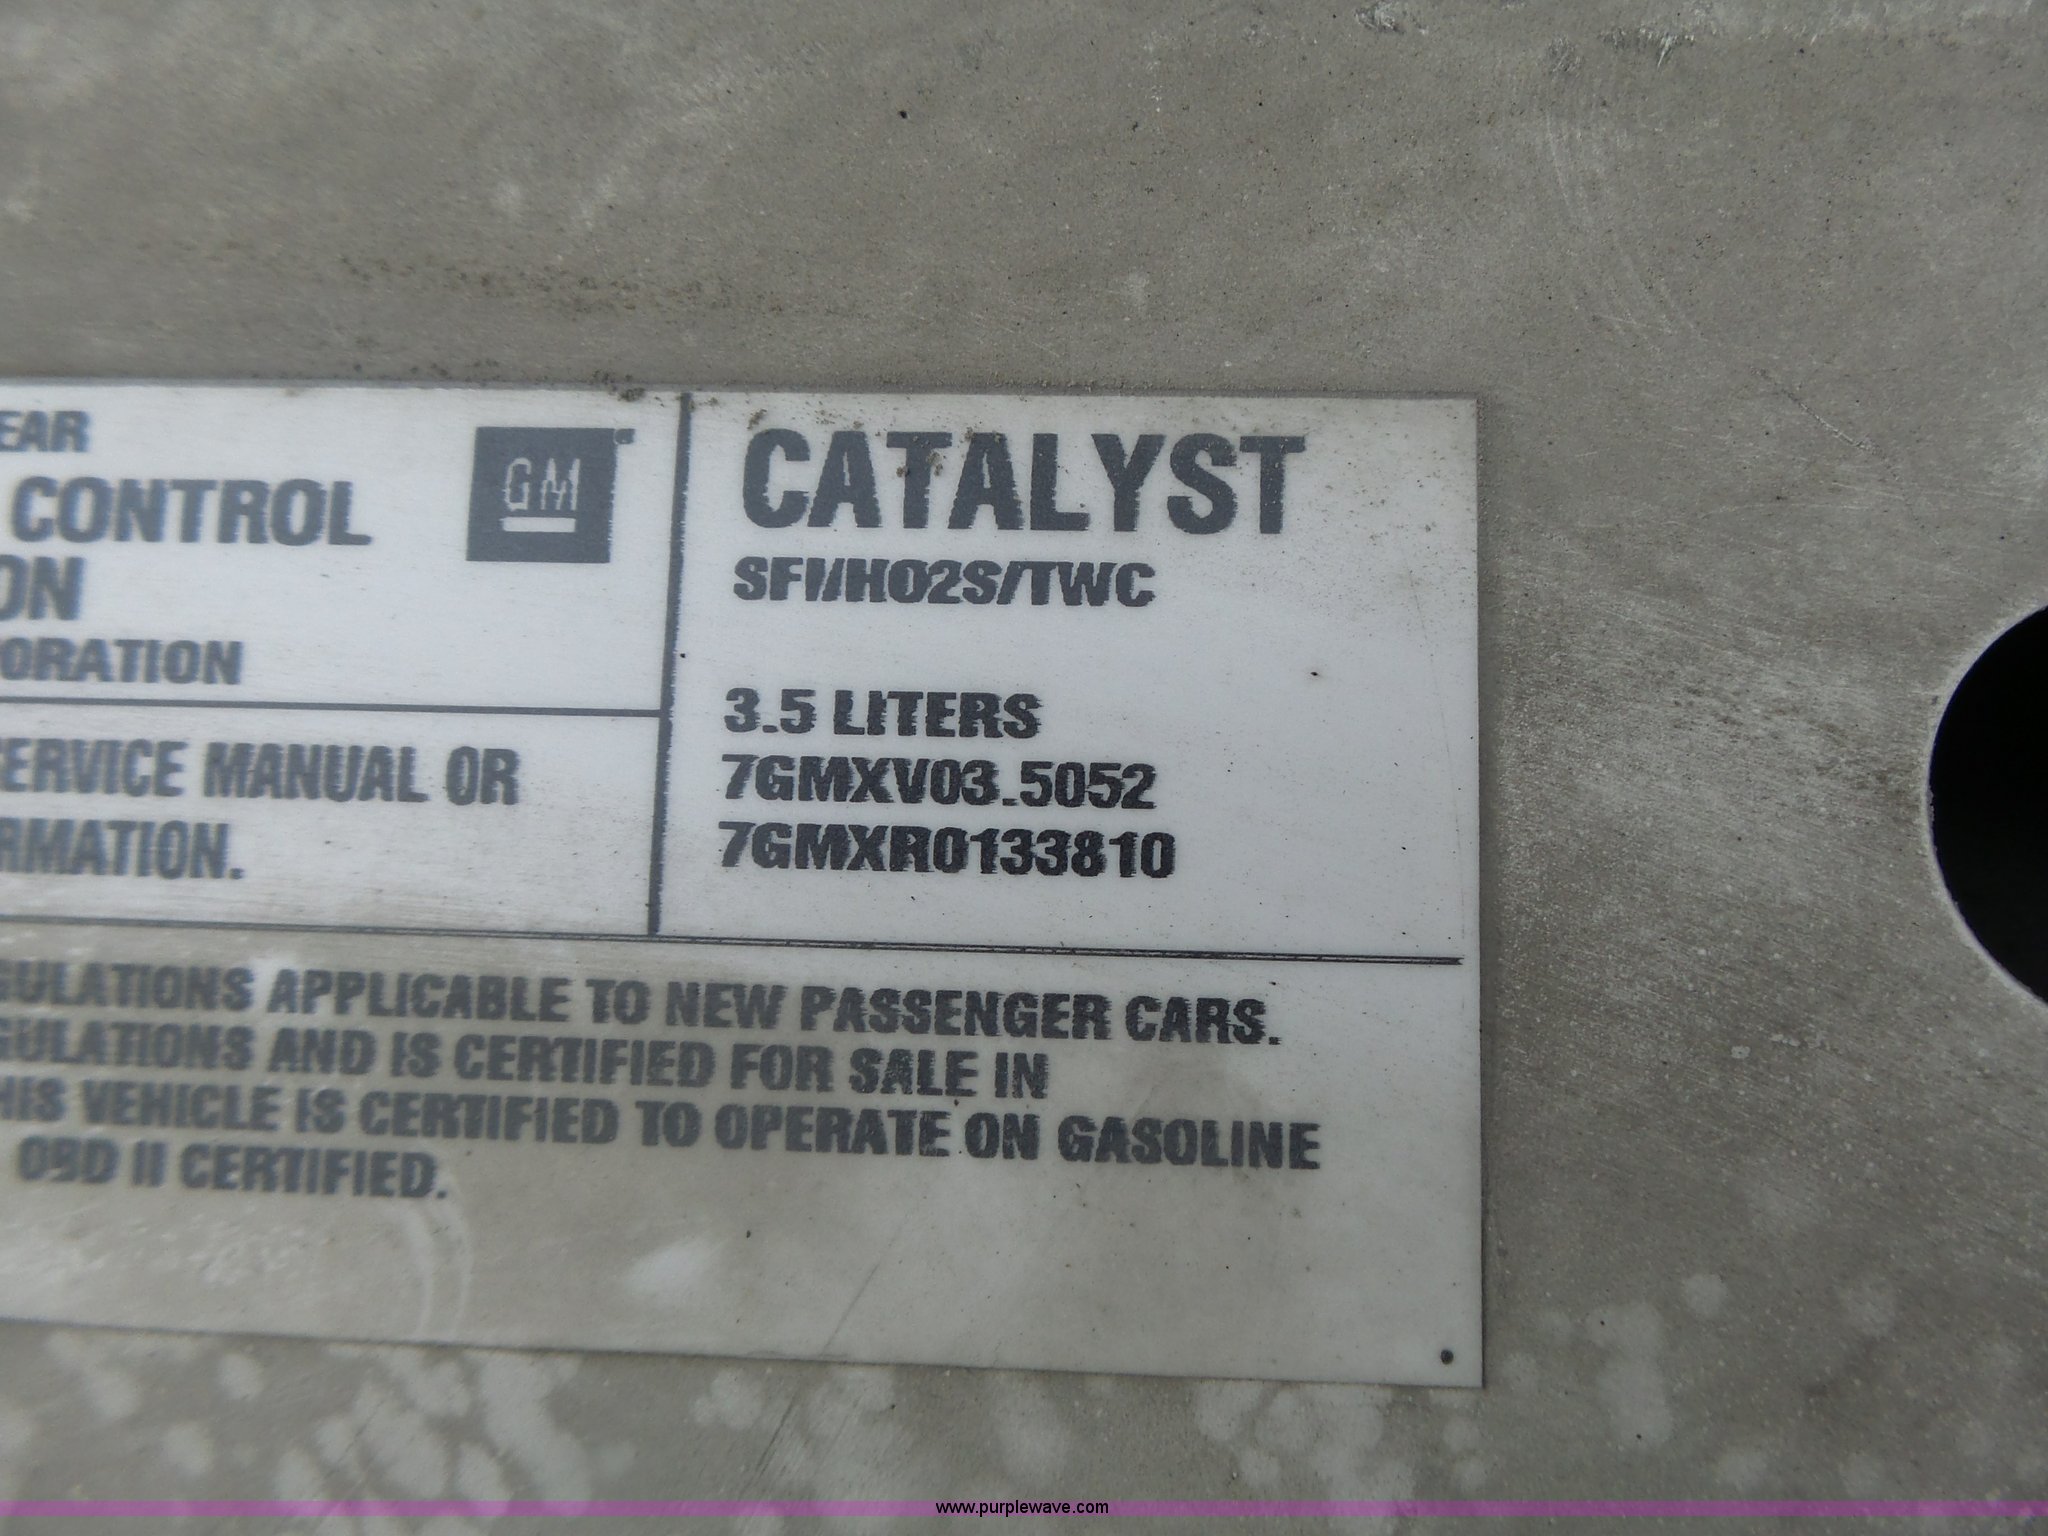 EAR
CONTROL
ON
ORATION
GM
CATALYST
SFI/HO2S/TWC
3.5 LITERS
7GMXV03.5052
7GMXR0133810
SERVICE MANUAL OR
RMATION.
GULATIONS APPLICABLE TO NEW PASSENGER CARS.
GULATIONS AND IS CERTIFIED FOR SALE IN
HIS VEHICLE IS CERTIFIED TO OPERATE ON GASOLINE
OBD II CERTIFIED.
www.purplewave.com